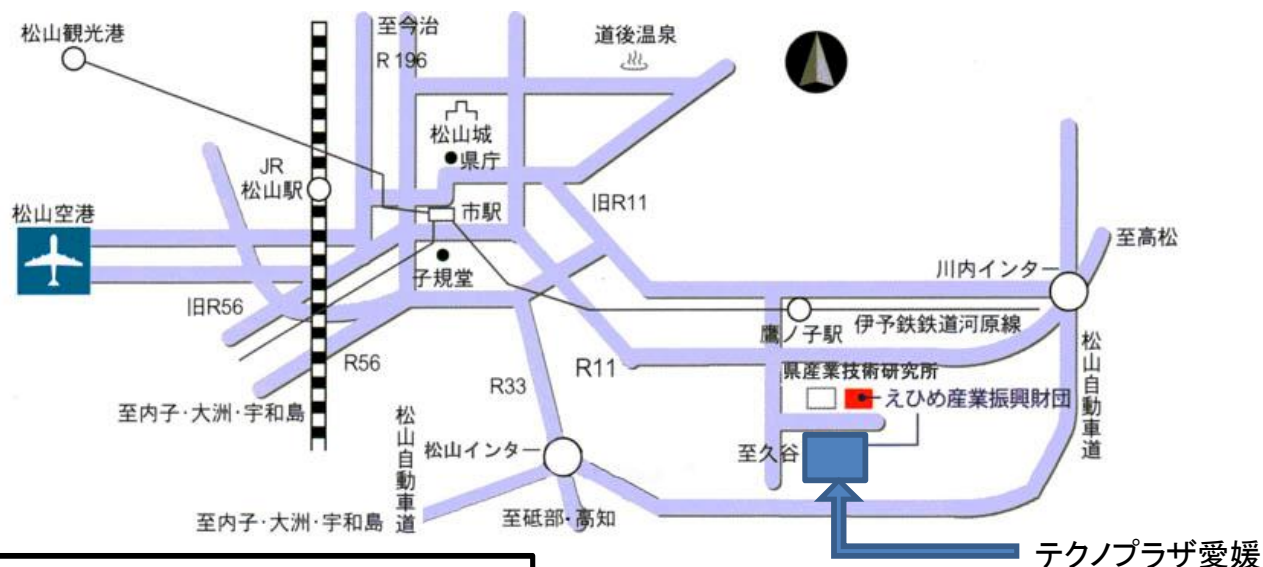 松山観光港
至今治
R 196
道後温泉
松山城
県庁
JR
松山駅
旧R11
市駅
松山空港
至高松
川内インター
子規堂
旧R56
鷹ノ子駅
伊予鉄鉄道河原線
R56
R11
R33
県産業技術研究所
えひめ産業振興財団
松山自動車道
至内子・大洲・宇和島
松山自動車道
松山インター
至久谷
至内子・大洲・宇和島
至砥部・高知
テクノプラザ愛媛